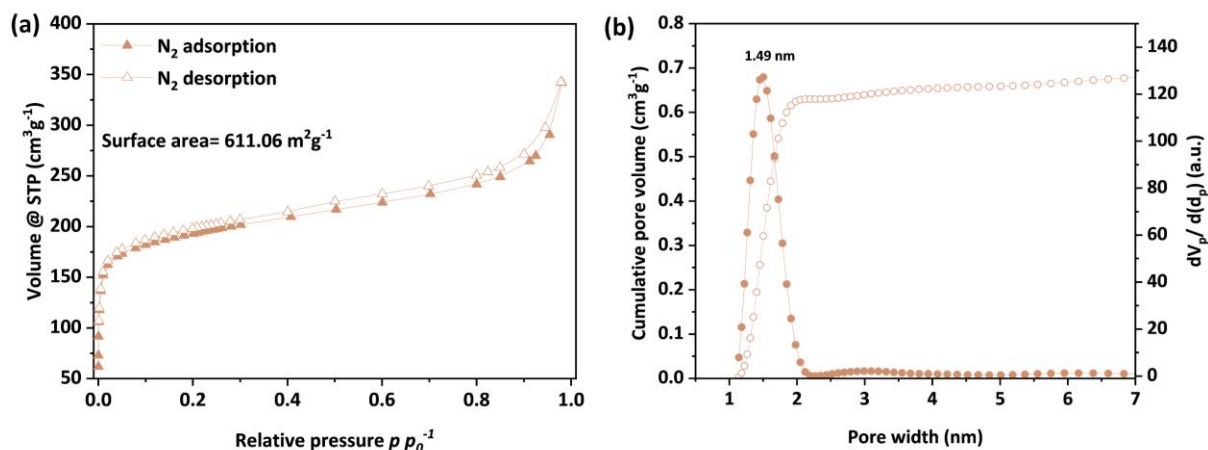 (a)
400
350
300
250
200
150
100
50
Volume @ STP (cm³g⁻¹)
N₂ adsorption
N₂ desorption
Surface area= 611.06 m²g⁻¹
0.0 0.2 0.4 0.6 0.8 1.0
Relative pressure p p₀⁻¹
(b)
0.8
0.7
0.6
0.5
0.4
0.3
0.2
0.1
0.0
Cumulative pore volume (cm³g⁻¹)
1.49 nm
140
120
100
80
60
40
20
0
dVₚ/ d(dₚ) (a.u.)
1 2 3 4 5 6 7
Pore width (nm)